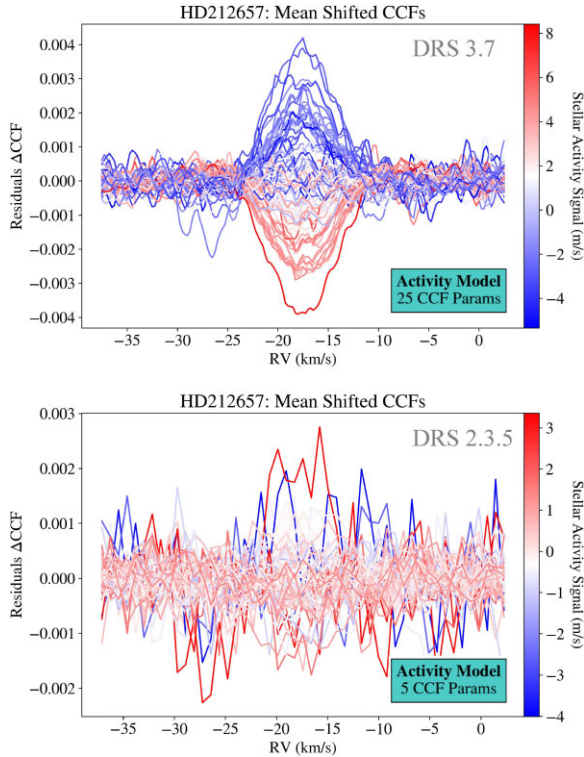 HD212657: Mean Shifted CCFs
DRS 3.7
Residuals ΔCCF
0.004
0.003
0.002
0.001
0.000
−0.001
−0.002
−0.003
−0.004
Activity Model
25 CCF Params
−35 −30 −25 −20 −15 −10 −5 0
RV (km/s)
8
6
4
2
0
−2
−4
Stellar Activity Signal (m/s)
HD212657: Mean Shifted CCFs
DRS 2.3.5
Residuals ΔCCF
0.003
0.002
0.001
0.000
−0.001
−0.002
Activity Model
5 CCF Params
−35 −30 −25 −20 −15 −10 −5 0
RV (km/s)
3
2
1
0
−1
−2
−3
−4
Stellar Activity Signal (m/s)